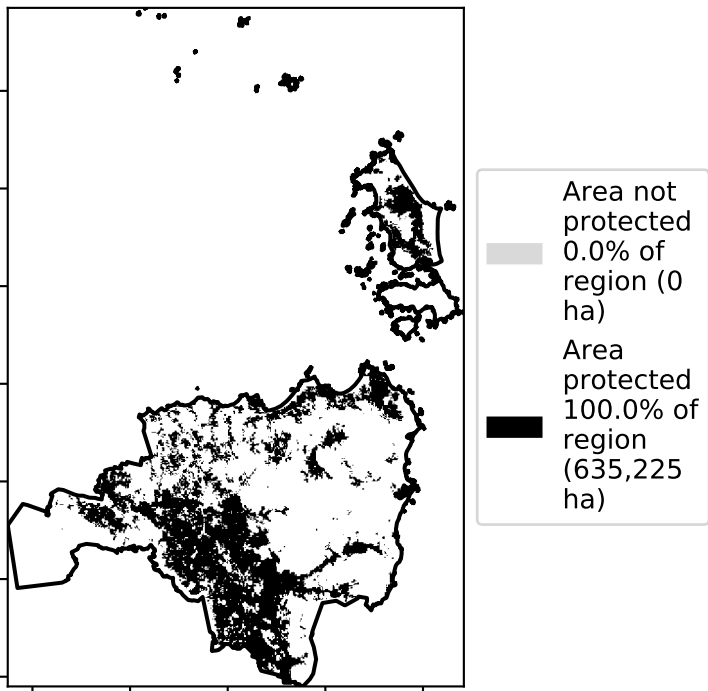 Area not
protected
0.0% of
region (0
ha)
Area
protected
100.0% of
region
(635,225
ha)